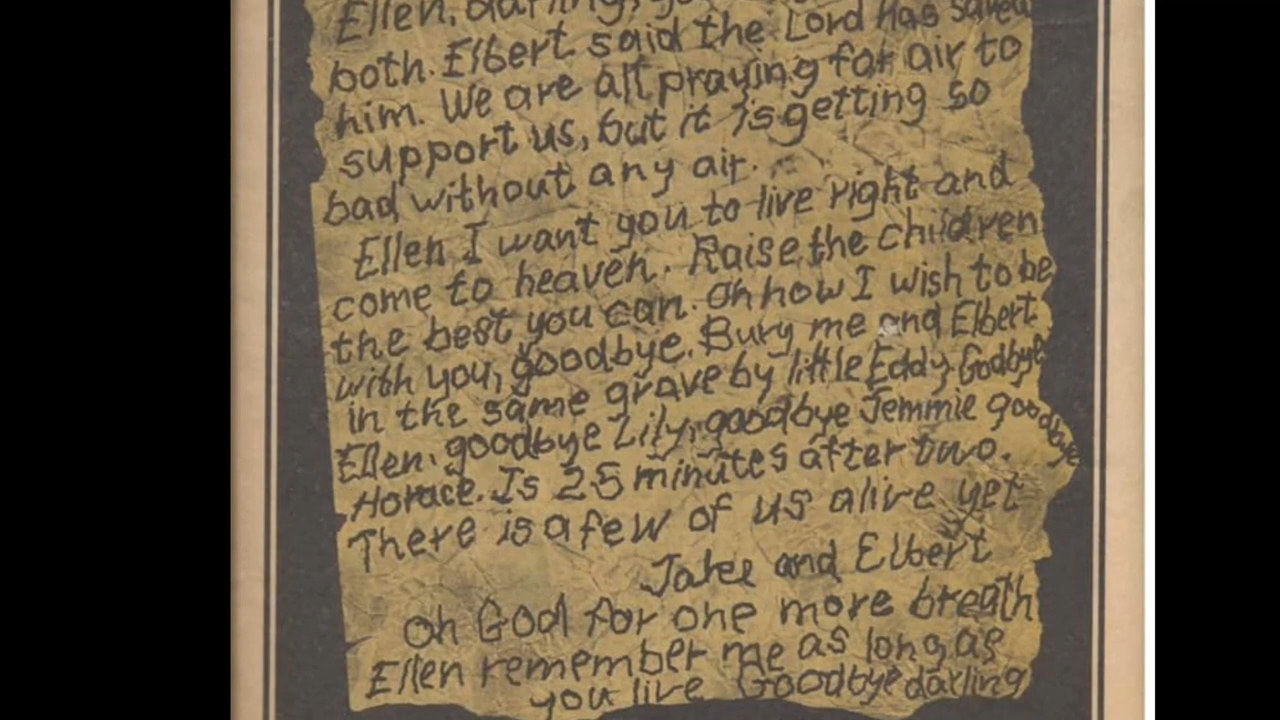 Ellen, darling,
both. Elbert said the Lord has saved
him. We are all praying for air to
support us, but it is getting so
bad without any air.
Ellen I want you to live right and
come to heaven. Raise the children
the best you can. Oh how I wish to be
with you, goodbye. Bury me and Elbert
in the same grave by little Eddy. Godbye
Ellen, goodbye Lily, goodbye Jemmie goodbye
Horace. Is 25 minutes after two.
There is a few of us alive yet
Jake and Elbert
Oh God for one more breath
Ellen remember me as long as
you live Goodbye darling